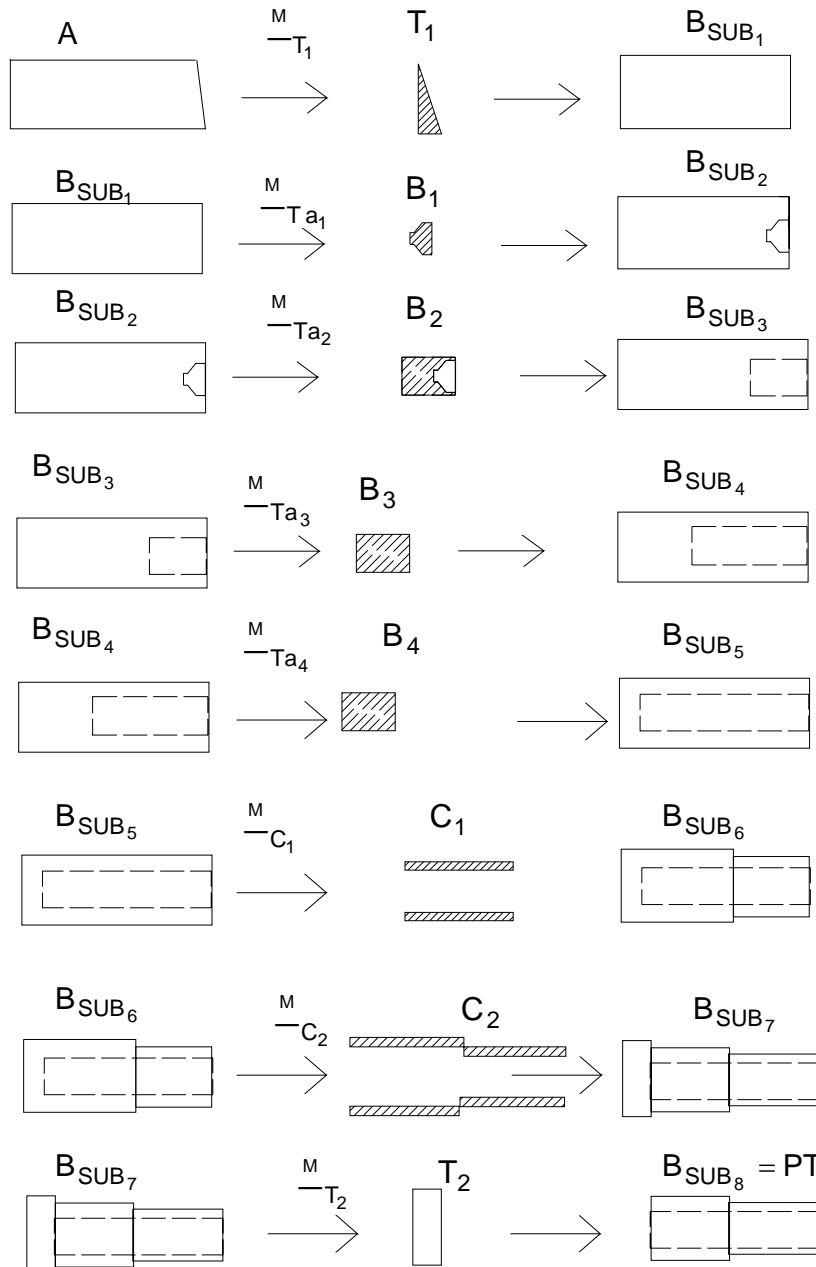 A M T1 T1 BSUB1
BSUB1 M Ta1 B1 BSUB2
BSUB2 M Ta2 B2 BSUB3
BSUB3 M Ta3 B3 BSUB4
BSUB4 M Ta4 B4 BSUB5
BSUB5 M C1 C1 BSUB6
BSUB6 M C2 C2 BSUB7
BSUB7 M T2 T2 BSUB8 = PT